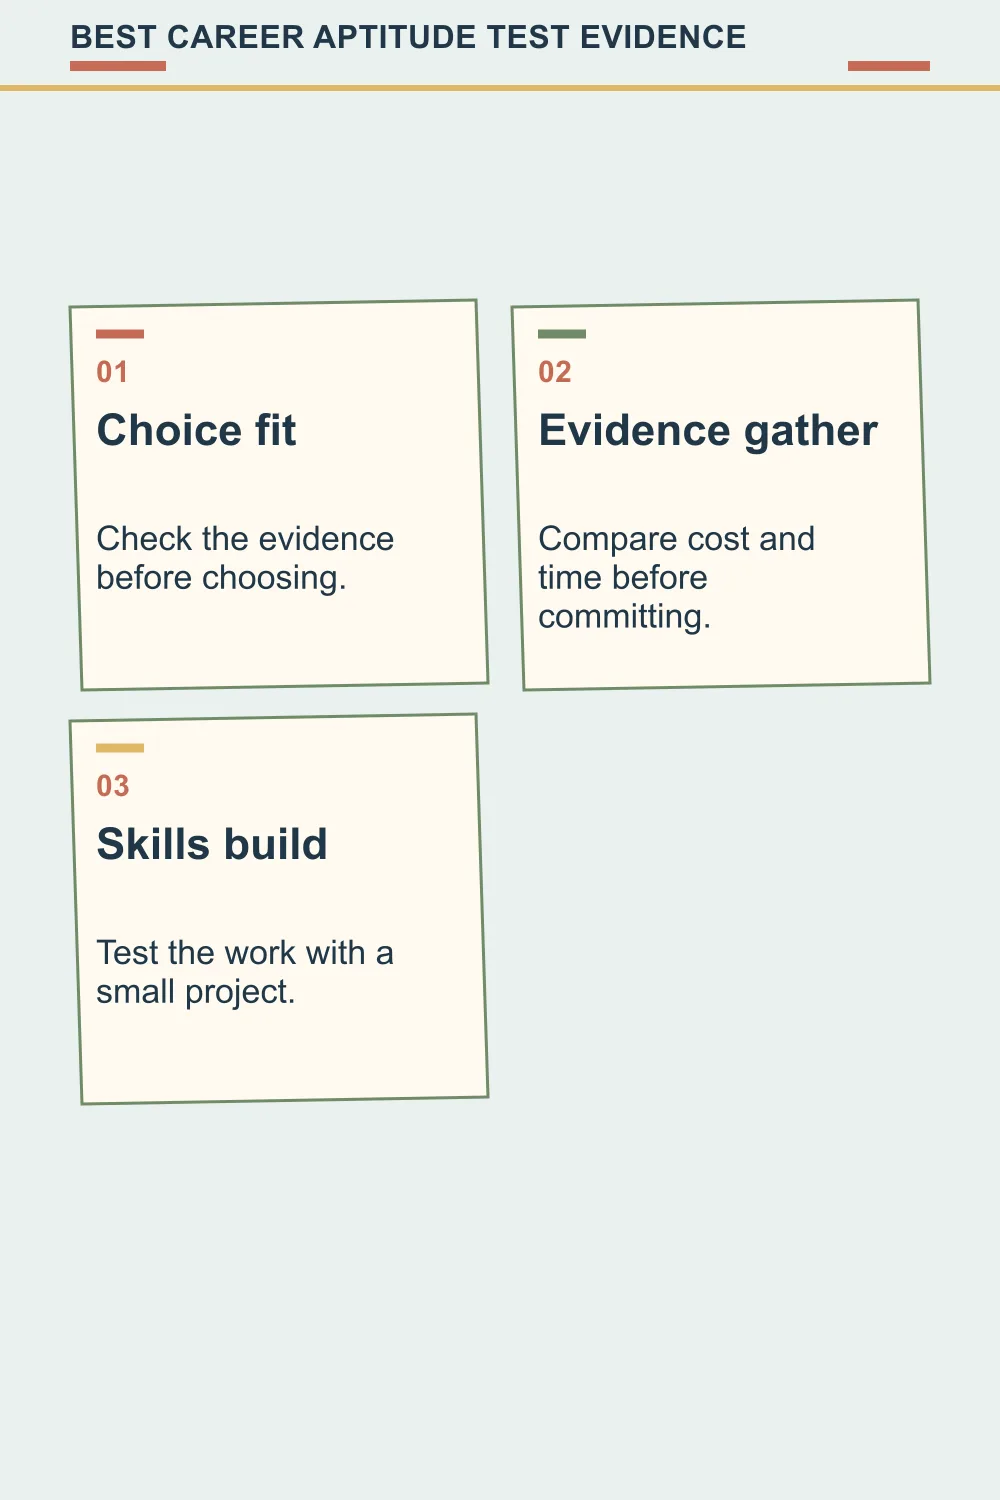 BEST CAREER APTITUDE TEST EVIDENCE
01
Choice fit
Check the evidence
before choosing.
02
Evidence gather
Compare cost and
time before
committing.
03
Skills build
Test the work with a
small project.